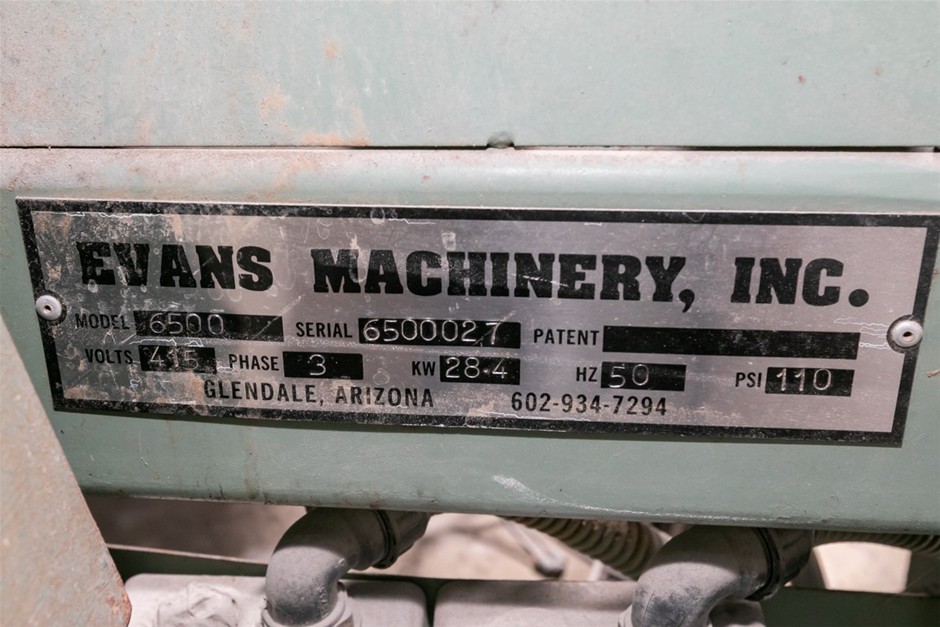 EVANS MACHINERY, INC.
MODEL 6500 SERIAL 6500027 PATENT
VOLTS 415 PHASE 3 KW 28.4 HZ 50 PSI 110
GLENDALE, ARIZONA 602-934-7294